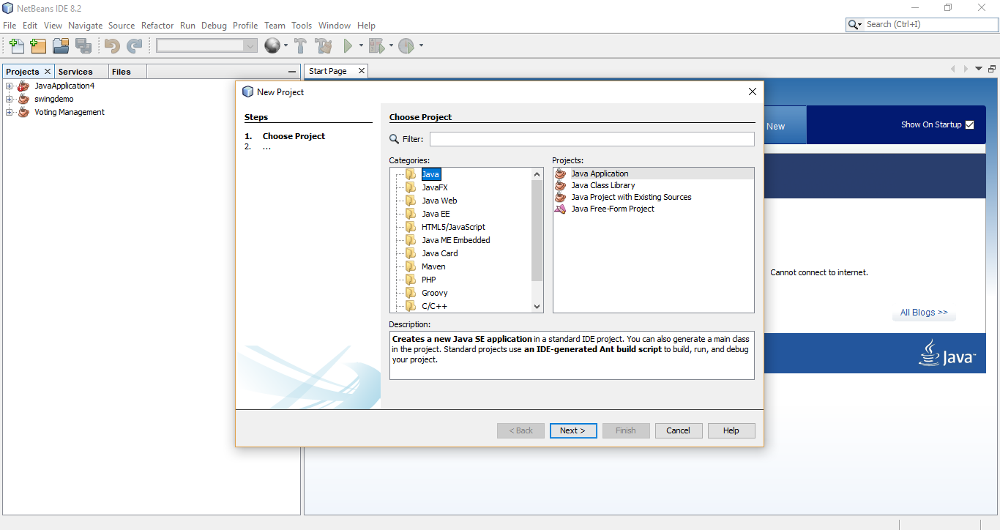 NetBeans IDE 8.2
File Edit View Navigate Source Refactor Run Debug Profile Team Tools Window Help
Search (Ctrl+I)
Projects Services Files
Start Page
JavaApplication4
swingdemo
Voting Management
New Project
Steps
1. Choose Project
2. ...
Choose Project
Filter:
Categories:
Java
JavaFX
Java Web
Java EE
HTML5/JavaScript
Java ME Embedded
Java Card
Maven
PHP
Groovy
C/C++
Projects:
Java Application
Java Class Library
Java Project with Existing Sources
Java Free-Form Project
Description:
Creates a new Java SE application in a standard IDE project. You can also generate a main class
in the project. Standard projects use an IDE-generated Ant build script to build, run, and debug
your project.
< Back Next > Finish Cancel Help
New
Show On Startup
Cannot connect to internet.
All Blogs >>
Java™